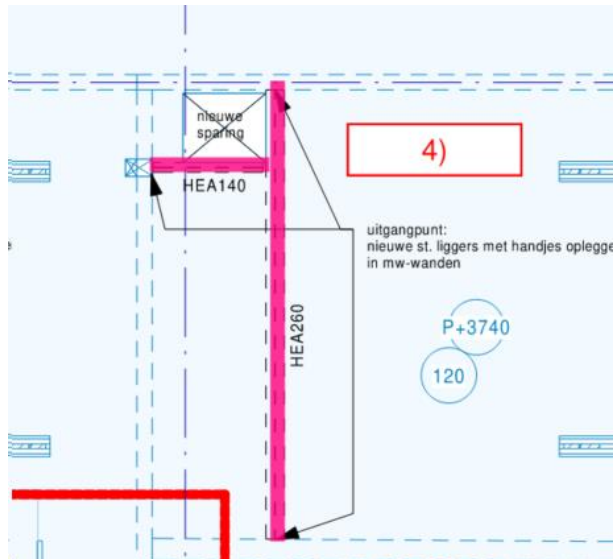 nieuwe
sparing
4)
HEA140
uitgangpunt:
nieuwe st. liggers met handjes oplegge
in mw-wanden
HEA260
P+3740
120